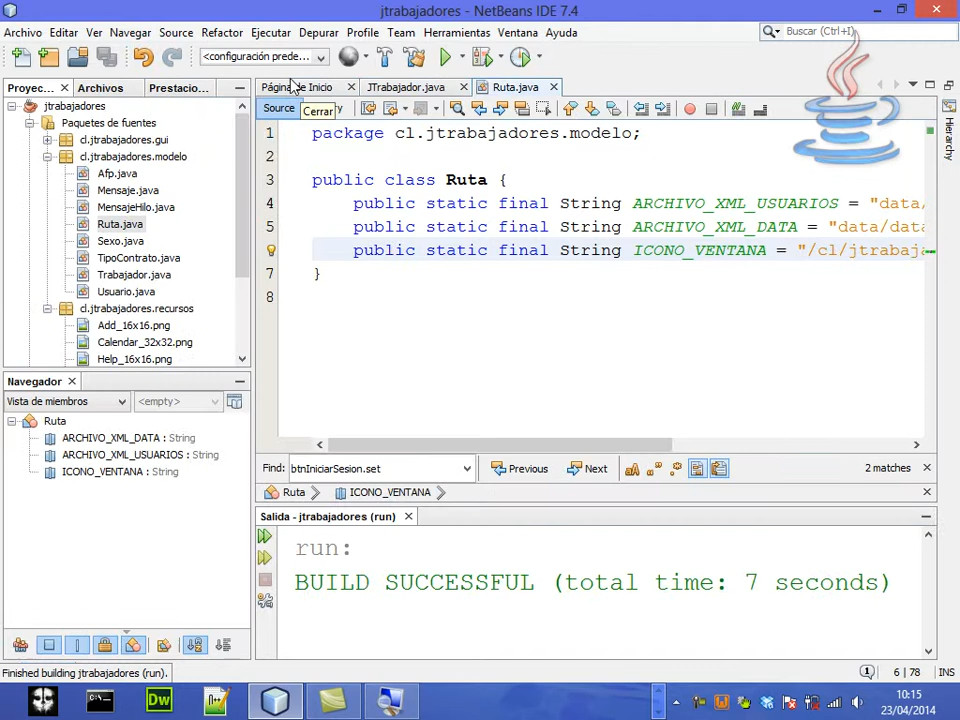 jtrabajadores - NetBeans IDE 7.4
Archivo Editar Ver Navegar Source Refactor Ejecutar Depurar Profile Team Herramientas Ventana Ayuda
Buscar (Ctrl+I)
<configuración prede...
Proyec... Archivos Prestacio...
Página de Inicio JTrabajador.java Ruta.java
Source
Cerrar
jtrabajadores
Paquetes de fuentes
cl.jtrabajadores.gui
cl.jtrabajadores.modelo
Afp.java
Mensaje.java
MensajeHilo.java
Ruta.java
Sexo.java
TipoContrato.java
Trabajador.java
Usuario.java
cl.jtrabajadores.recursos
Add_16x16.png
Calendar_32x32.png
Help_16x16.png
1 package cl.jtrabajadores.modelo;
2
3 public class Ruta {
4 public static final String ARCHIVO_XML_USUARIOS = "data,
5 public static final String ARCHIVO_XML_DATA = "data/data
public static final String ICONO_VENTANA = "/cl/jtrabaja
7 }
8
Hierarchy
Navegador
Vista de miembros <empty>
Ruta
ARCHIVO_XML_DATA : String
ARCHIVO_XML_USUARIOS : String
ICONO_VENTANA : String
Find: btnIniciarSesion.set Previous Next 2 matches
Ruta ICONO_VENTANA
Salida - jtrabajadores (run)
run:
BUILD SUCCESSFUL (total time: 7 seconds)
Finished building jtrabajadores (run).
6 | 78 INS
10:15
23/04/2014